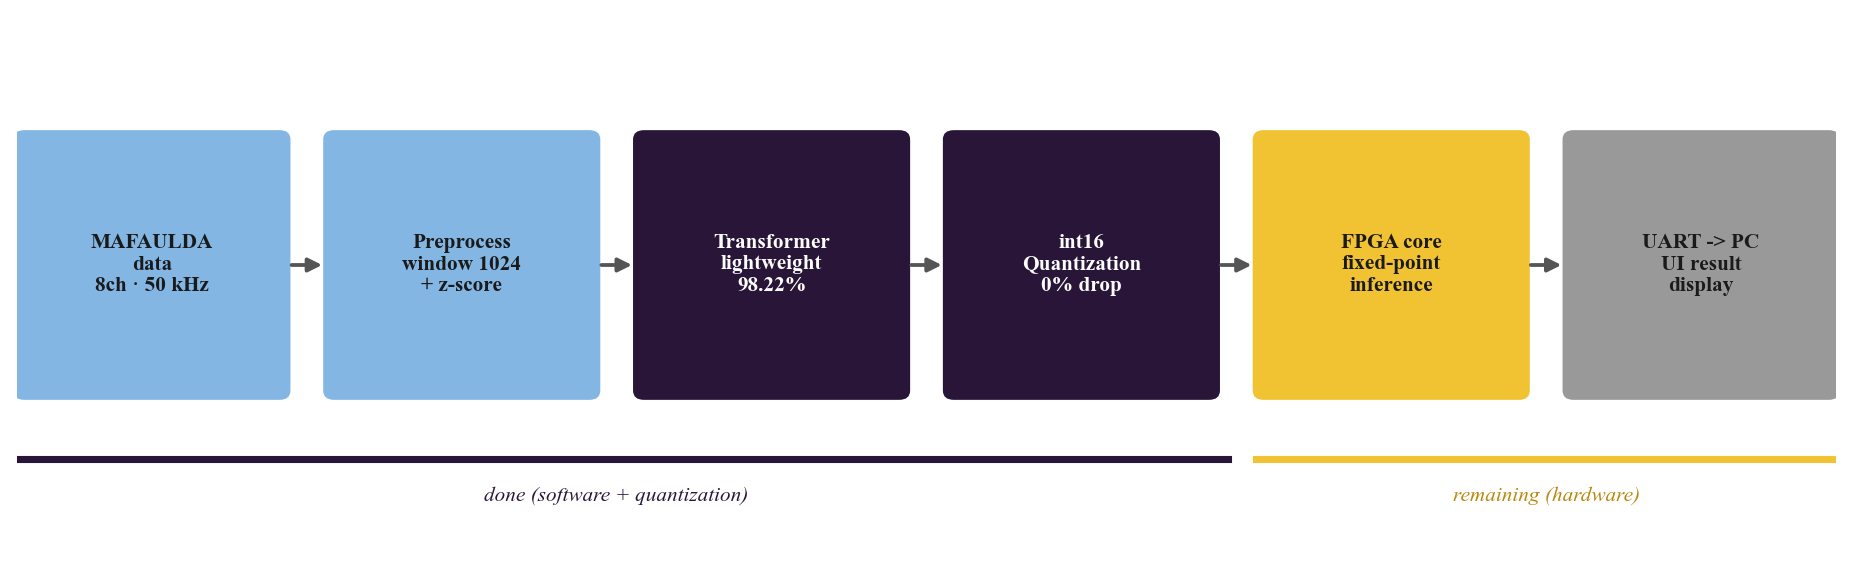 MAFAULDA
data
8ch · 50 kHz
Preprocess
window 1024
+ z-score
Transformer
lightweight
98.22%
int16
Quantization
0% drop
FPGA core
fixed-point
inference
UART -> PC
UI result
display
done (software + quantization)
remaining (hardware)